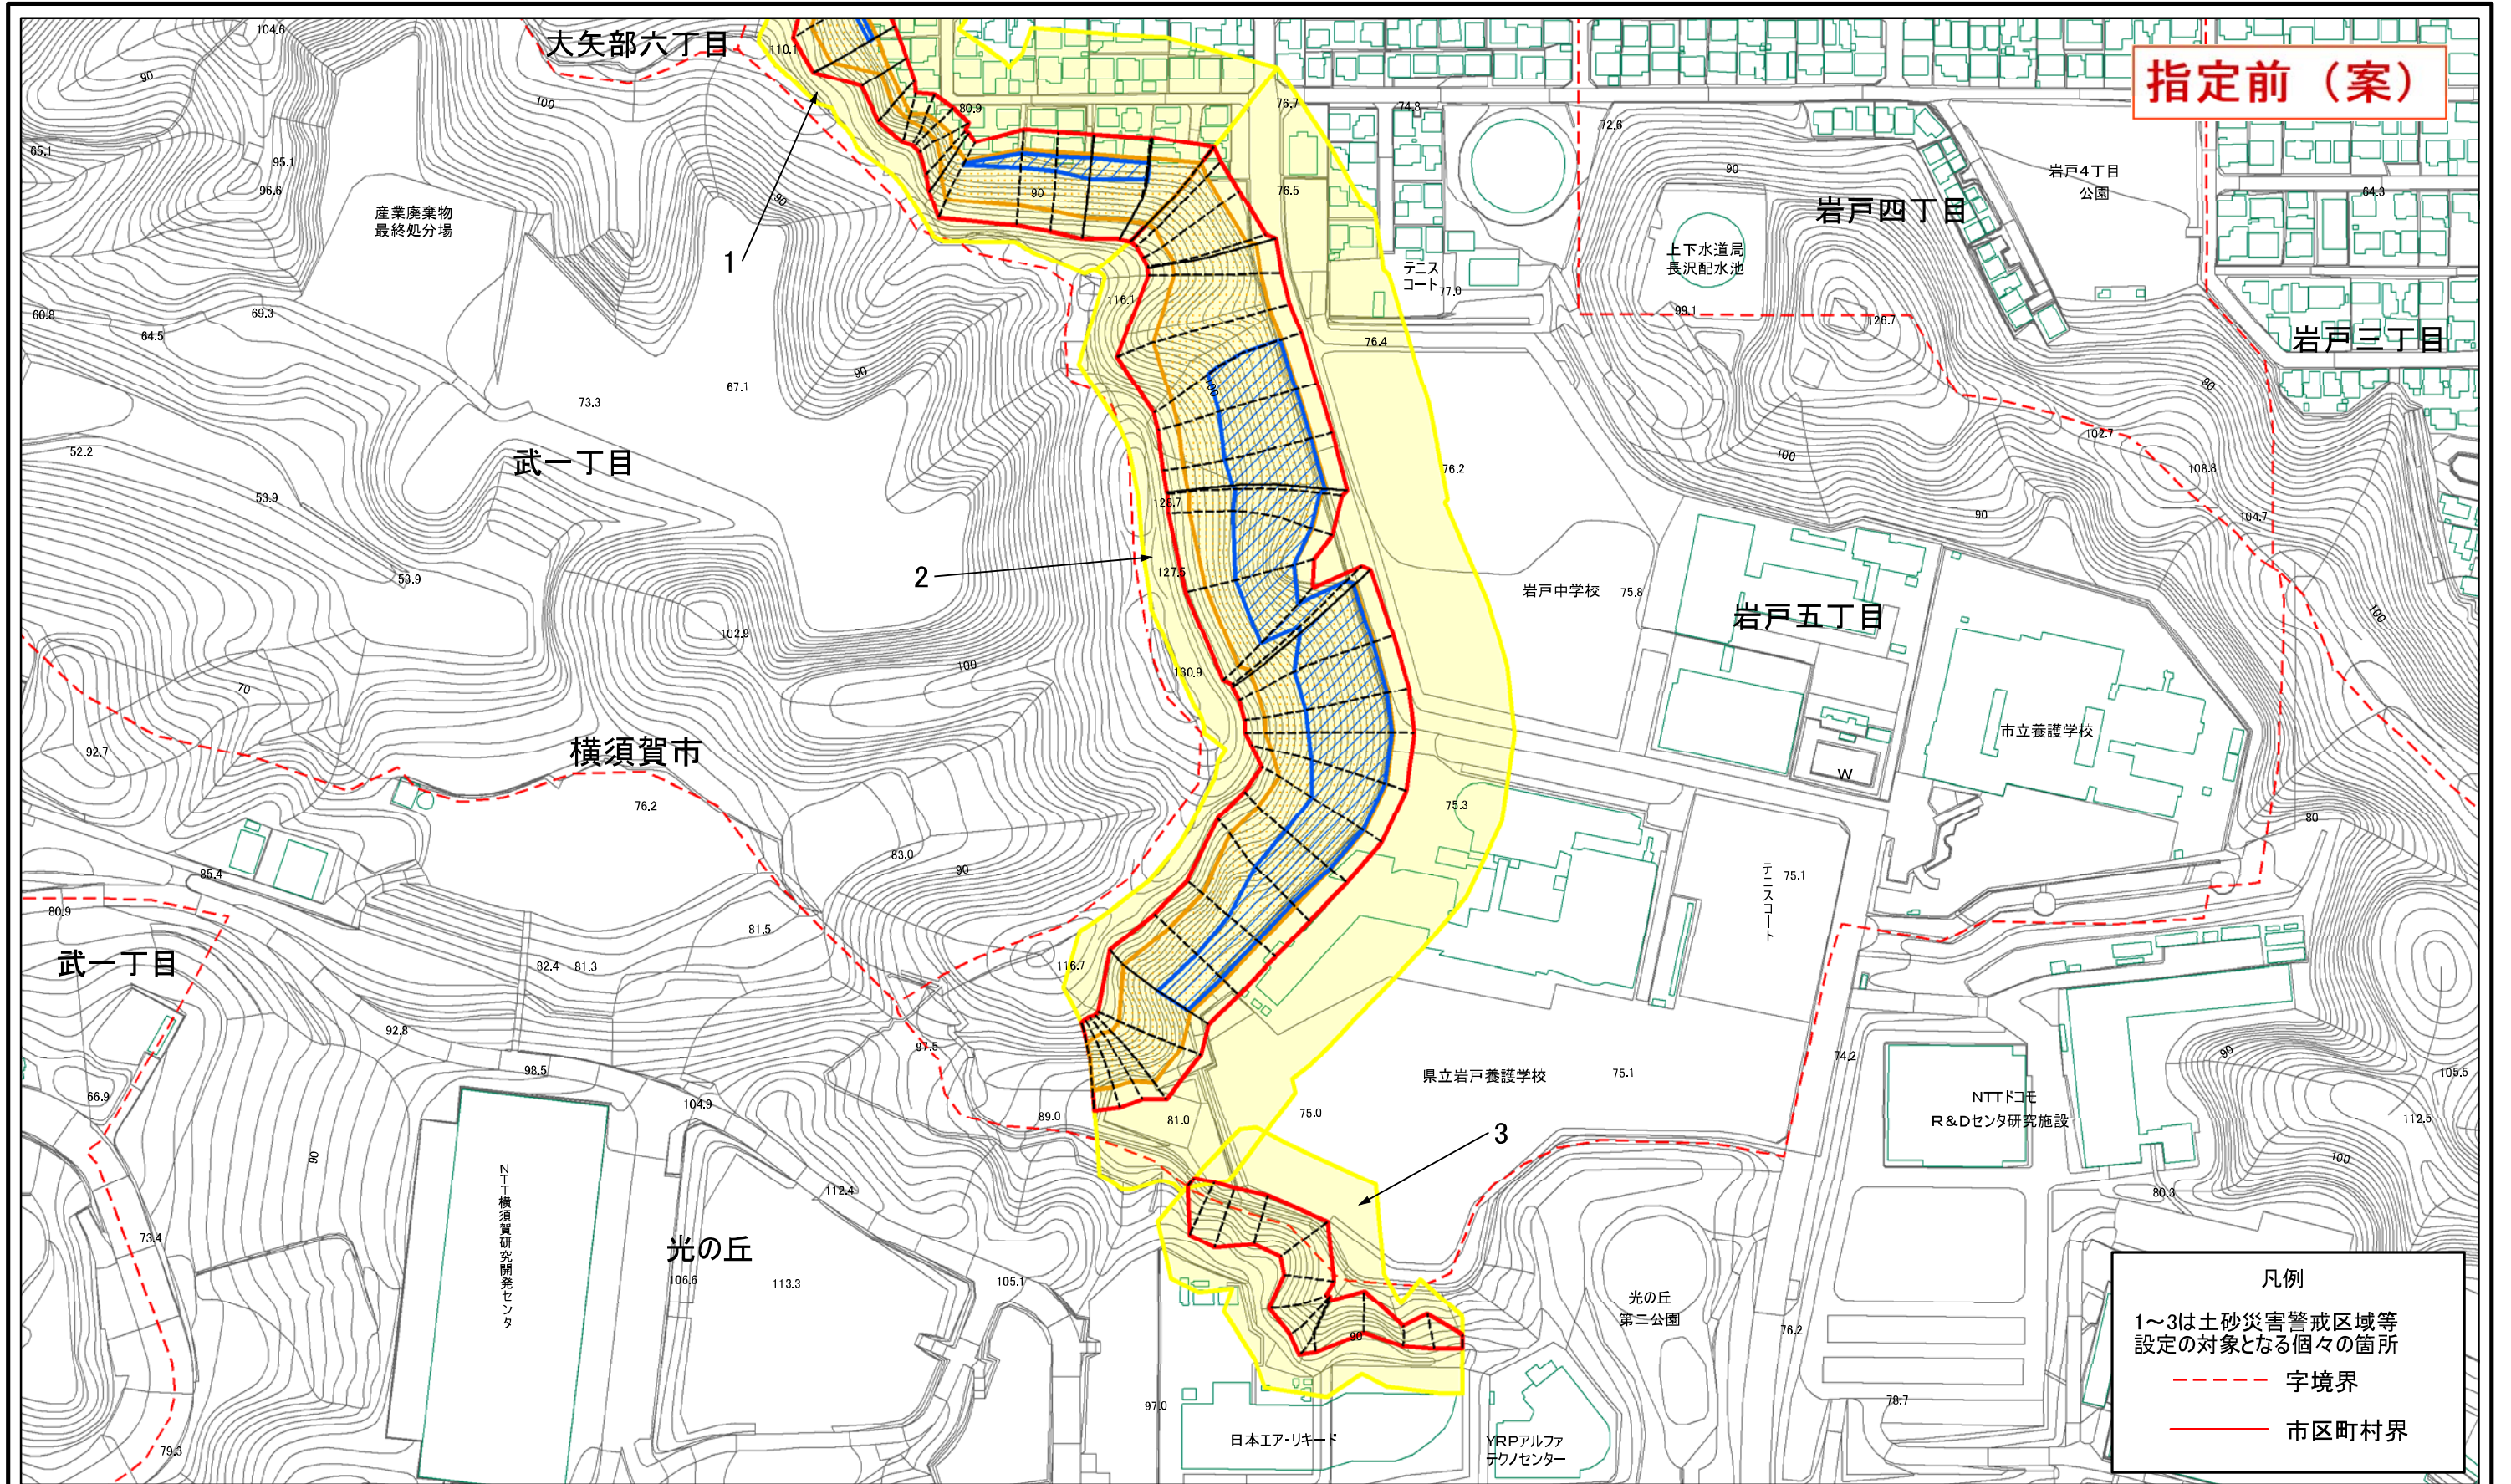 指定前（案）
大矢部六丁目
104.6
110.1
90
100
80.9
76.7
74.8
72.6
65.1
95.1
96.6
90
90
76.5
90
岩戸4丁目
公園
64.3
産業廃棄物
最終処分場
岩戸四丁目
1
上下水道局
長沢配水池
テニス
コート
77.0
116.1
60.8
69.3
64.5
99.1
126.7
76.4
岩戸三丁目
90
67.1
73.3
100
90
52.2
武一丁目
76.2
100
102.7
108.8
53.9
128.7
90
104.7
2
127.5
53.9
岩戸中学校
75.8
岩戸五丁目
100
102.9
100
130.9
70
92.7
横須賀市
市立養護学校
W
76.2
75.3
80
83.0
90
85.4
テニスコート
75.1
80.9
81.5
武一丁目
82.4
81.3
116.7
92.8
97.5
74.2
90
98.5
県立岩戸養護学校
75.1
105.5
66.9
104.9
89.0
81.0
75.0
NTTドコモ
R&Dセンタ研究施設
112.5
3
90
NTT横須賀研究開発センタ
112.4
100
80.3
73.4
光の丘
106.6
113.3
105.1
光の丘
第二公園
76.2
90
97.0
78.7
日本エア・リキード
YRPアルファ
テクノセンター
79.3
凡例
1～3は土砂災害警戒区域等
設定の対象となる個々の箇所
字境界
市区町村界